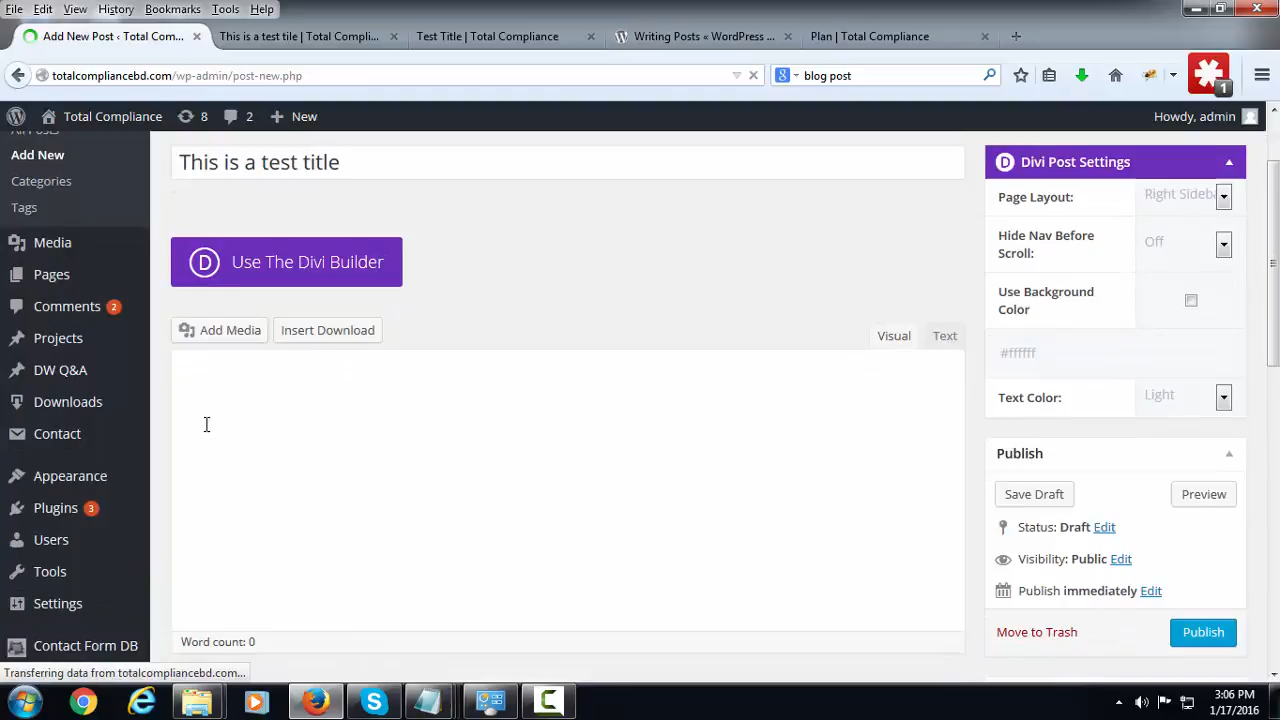 File Edit View History Bookmarks Tools Help
Add New Post ‹ Total Com... × This is a test tile | Total Compli... × Test Title | Total Compliance × Writing Posts « WordPress ... × Plan | Total Compliance × +
totalcompliancebd.com/wp-admin/post-new.php blog post 1
Total Compliance 8 2 + New Howdy, admin
Add New
Categories
Tags
Media
Pages
Comments 2
Projects
DW Q&A
Downloads
Contact
Appearance
Plugins 3
Users
Tools
Settings
Contact Form DB
This is a test title
D Use The Divi Builder
Add Media Insert Download Visual Text
Word count: 0
D Divi Post Settings
Page Layout: Right Sideba
Hide Nav Before Scroll: Off
Use Background Color
#ffffff
Text Color: Light
Publish
Save Draft Preview
Status: Draft Edit
Visibility: Public Edit
Publish immediately Edit
Move to Trash Publish
Transferring data from totalcompliancebd.com...
3:06 PM
1/17/2016